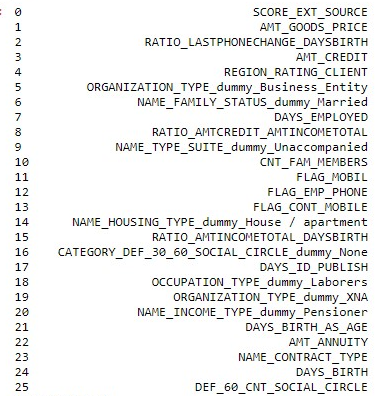 0 SCORE_EXT_SOURCE
1 AMT_GOODS_PRICE
2 RATIO_LASTPHONECHANGE_DAYSBIRTH
3 AMT_CREDIT
4 REGION_RATING_CLIENT
5 ORGANIZATION_TYPE_dummy_Business_Entity
6 NAME_FAMILY_STATUS_dummy_Married
7 DAYS_EMPLOYED
8 RATIO_AMTCREDIT_AMTINCOMETOTAL
9 NAME_TYPE_SUITE_dummy_Unaccompanied
10 CNT_FAM_MEMBERS
11 FLAG_MOBIL
12 FLAG_EMP_PHONE
13 FLAG_CONT_MOBILE
14 NAME_HOUSING_TYPE_dummy_House / apartment
15 RATIO_AMTINCOMETOTAL_DAYSBIRTH
16 CATEGORY_DEF_30_60_SOCIAL_CIRCLE_dummy_None
17 DAYS_ID_PUBLISH
18 OCCUPATION_TYPE_dummy_Laborers
19 ORGANIZATION_TYPE_dummy_XNA
20 NAME_INCOME_TYPE_dummy_Pensioner
21 DAYS_BIRTH_AS_AGE
22 AMT_ANNUITY
23 NAME_CONTRACT_TYPE
24 DAYS_BIRTH
25 DEF_60_CNT_SOCIAL_CIRCLE